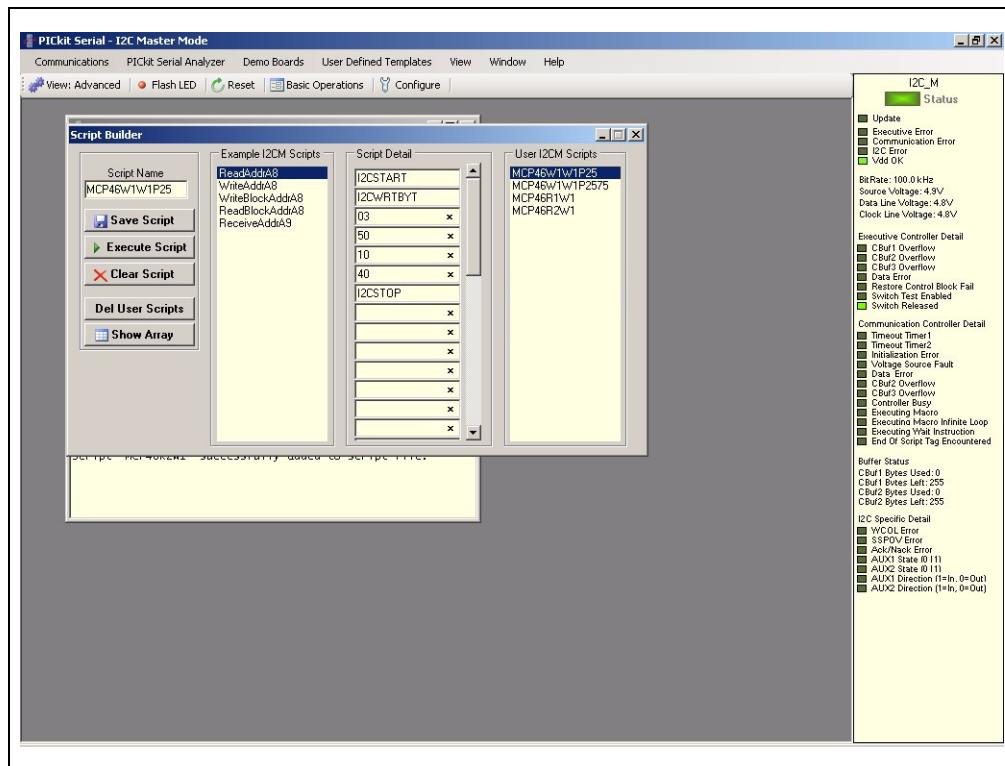 PICkit Serial - I2C Master Mode
Communications PICkit Serial Analyzer Demo Boards User Defined Templates View Window Help
View: Advanced Flash LED Reset Basic Operations Configure
Script Builder
Script Name
MCP46W1W1P25
Save Script
Execute Script
Clear Script
Del User Scripts
Show Array
Example I2CM Scripts
ReadAddrA8
WriteAddrA8
WriteBlockAddrA8
ReadBlockAddrA8
ReceiveAddrA9
Script Detail
I2CSTART
I2CWRTBYT
03 x
50 x
10 x
40 x
I2CSTOP
x
x
x
x
x
x
x
User I2CM Scripts
MCP46W1W1P25
MCP46W1W1P2575
MCP46R1W1
MCP46R2W1
Script "MCP46R2W1" successfully added to script file.
I2C_M
Status
Update
Executive Error
Communication Error
I2C Error
Vdd OK
BitRate: 100.0 kHz
Source Voltage: 4.9V
Data Line Voltage: 4.8V
Clock Line Voltage: 4.8V
Executive Controller Detail
CBuf1 Overflow
CBuf2 Overflow
CBuf3 Overflow
Data Error
Restore Control Block Fail
Switch Test Enabled
Switch Released
Communication Controller Detail
Timeout Timer1
Timeout Timer2
Initialization Error
Voltage Source Fault
Data Error
CBuf2 Overflow
CBuf3 Overflow
Controller Busy
Executing Macro
Executing Macro Infinite Loop
Executing Wait Instruction
End Of Script Tag Encountered
Buffer Status
CBuf1 Bytes Used: 0
CBuf1 Bytes Left: 255
CBuf2 Bytes Used: 0
CBuf2 Bytes Left: 255
I2C Specific Detail
WCOL Error
SSPOV Error
Ack/Nack Error
AUX1 State (0 | 1)
AUX2 State (0 | 1)
AUX1 Direction (1=In, 0=Out)
AUX2 Direction (1=In, 0=Out)